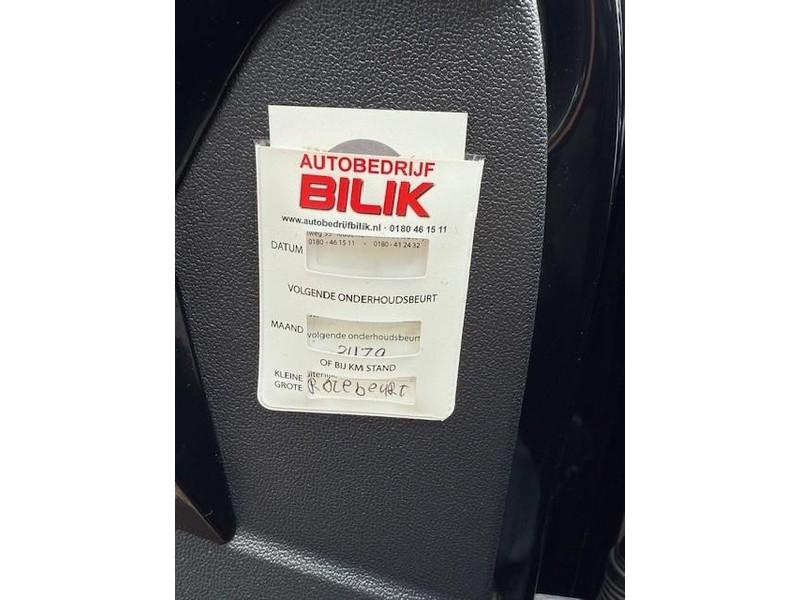 AUTOBEDRIJF
BILIK
www.autobedrijfbilik.nl · 0180 46 15 11
0180 - 46 15 11 - 0180 - 41 24 32
DATUM
VOLGENDE ONDERHOUDSBEURT
MAAND
volgende onderhoudsbeurt
OF BIJ KM STAND
KLEINE
uiterlijk
GROTE